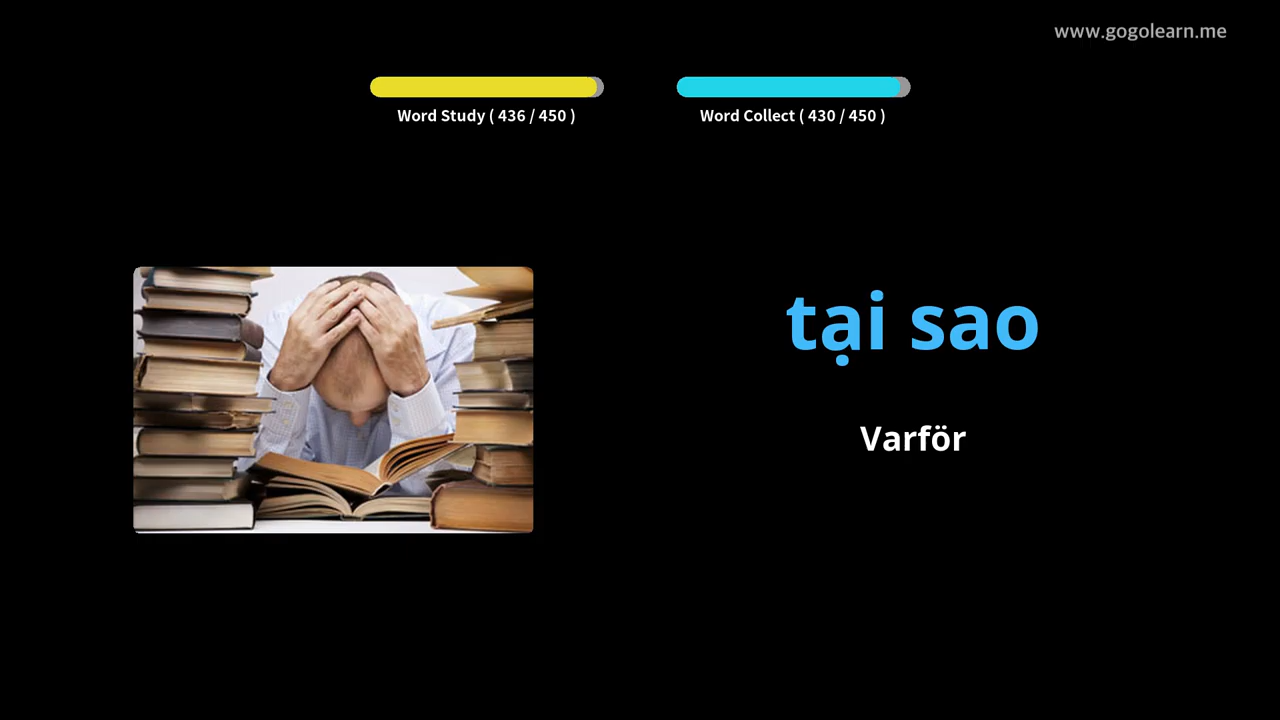 www.gogolearn.me
Word Study ( 436 / 450 )
Word Collect ( 430 / 450 )
tại sao
Varför